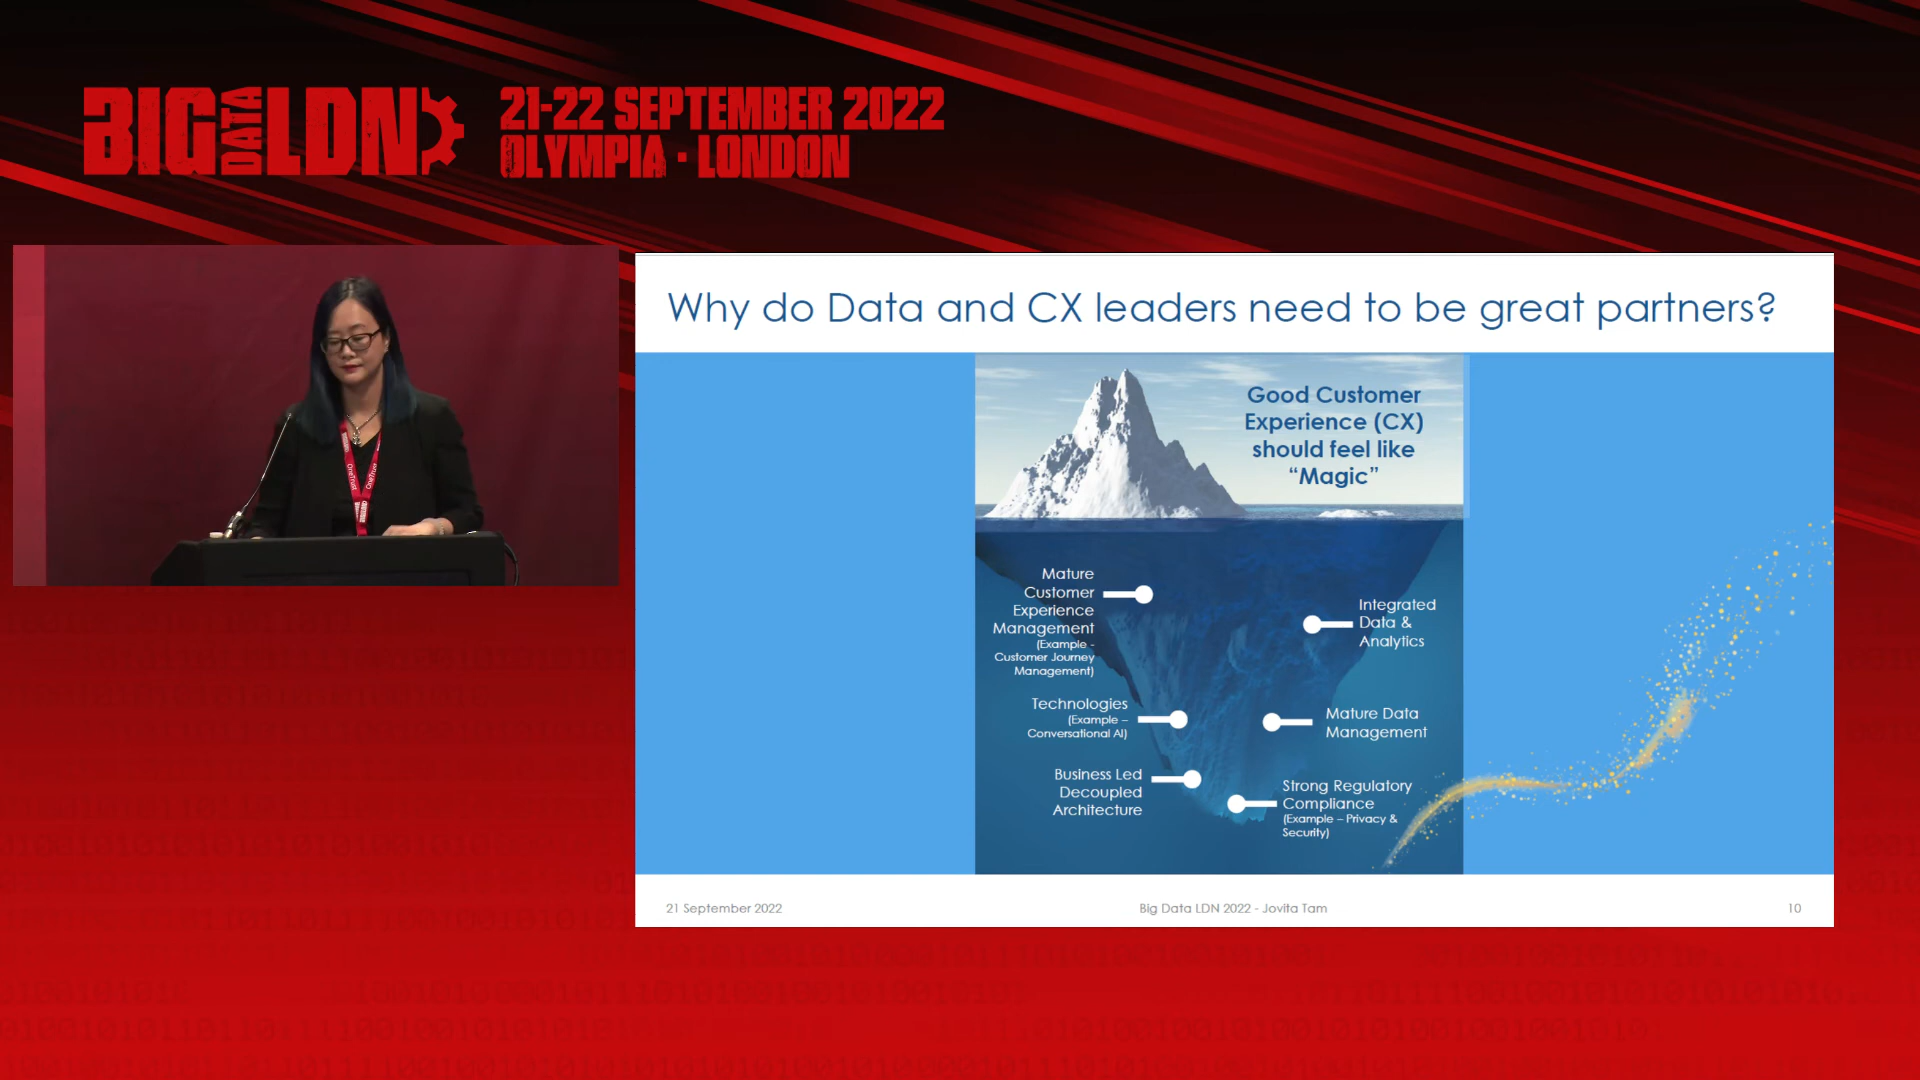 BIG DATA LDN
21-22 SEPTEMBER 2022
OLYMPIA · LONDON
OneTrust OneTrust
Why do Data and CX leaders need to be great partners?
Good Customer
Experience (CX)
should feel like
“Magic”
Mature
Customer
Experience
Management
(Example -
Customer Journey
Management)
Technologies
(Example –
Conversational AI)
Business Led
Decoupled
Architecture
Integrated
Data &
Analytics
Mature Data
Management
Strong Regulatory
Compliance
(Example – Privacy &
Security)
21 September 2022
Big Data LDN 2022 - Jovita Tam
10